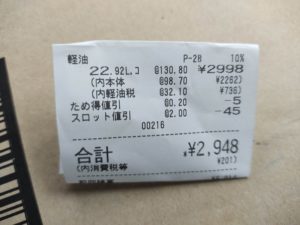 軽油 P-2B 10%
22.92L,コ @130.80 ¥2998
(内本体 @98.70 ¥2262)
(内軽油税 @32.10 ¥736)
ため得値引 @0.20 -5
スロット値引 @2.00 -45
00216
合計 ¥2,948
(内消費税等 ¥201)